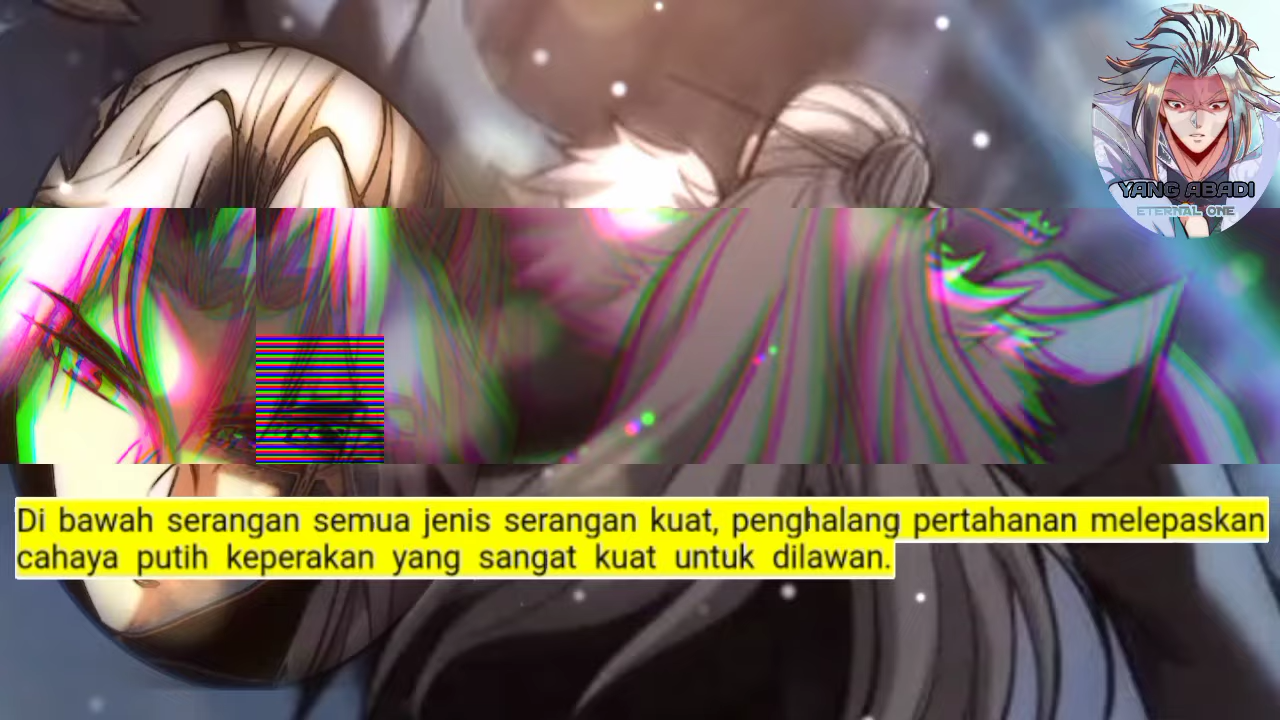 YANG ABADI
ETERNAL ONE
Di bawah serangan semua jenis serangan kuat, penghalang pertahanan melepaskan
cahaya putih keperakan yang sangat kuat untuk dilawan.